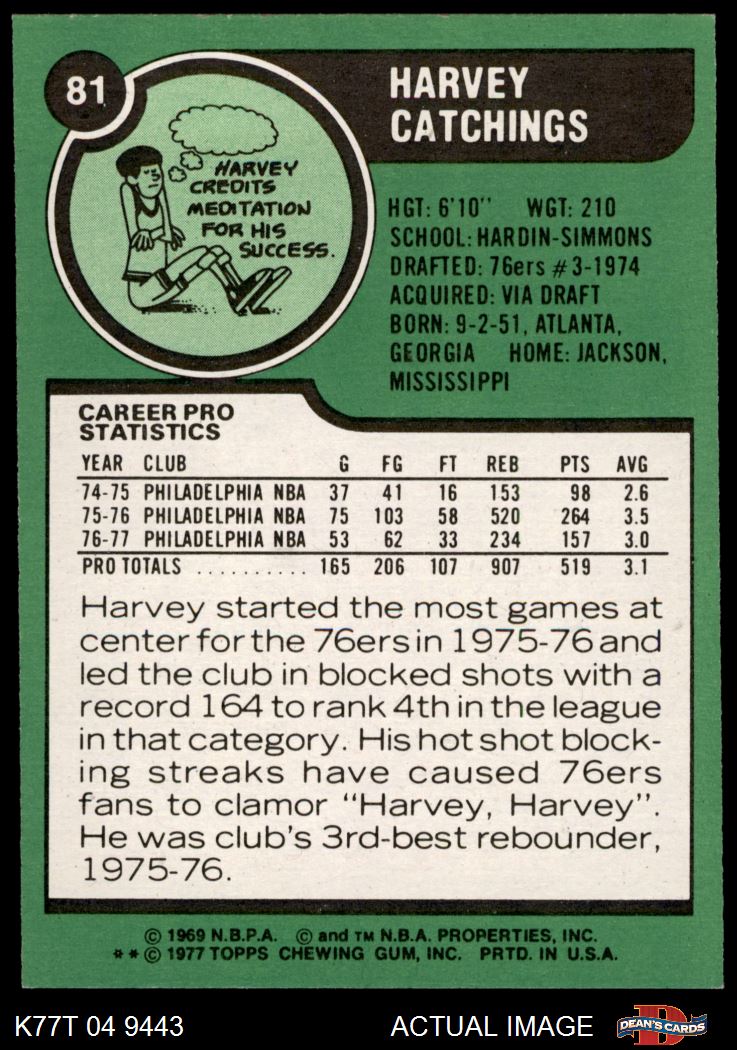 81
HARVEY
CATCHINGS
HARVEY
CREDITS
MEDITATION
FOR HIS
SUCCESS.
HGT: 6'10" WGT: 210
SCHOOL: HARDIN-SIMMONS
DRAFTED: 76ers #3-1974
ACQUIRED: VIA DRAFT
BORN: 9-2-51, ATLANTA,
GEORGIA HOME: JACKSON,
MISSISSIPPI
CAREER PRO
STATISTICS
YEAR CLUB G FG FT REB PTS AVG
74-75 PHILADELPHIA NBA 37 41 16 153 98 2.6
75-76 PHILADELPHIA NBA 75 103 58 520 264 3.5
76-77 PHILADELPHIA NBA 53 62 33 234 157 3.0
PRO TOTALS .......... 165 206 107 907 519 3.1
Harvey started the most games at
center for the 76ers in 1975-76 and
led the club in blocked shots with a
record 164 to rank 4th in the league
in that category. His hot shot block-
ing streaks have caused 76ers
fans to clamor "Harvey, Harvey".
He was club's 3rd-best rebounder,
1975-76.
© 1969 N.B.P.A. © and TM N.B.A. PROPERTIES, INC.
** © 1977 TOPPS CHEWING GUM, INC. PRTD. IN U.S.A.
K77T 04 9443 ACTUAL IMAGE DEAN'S CARDS